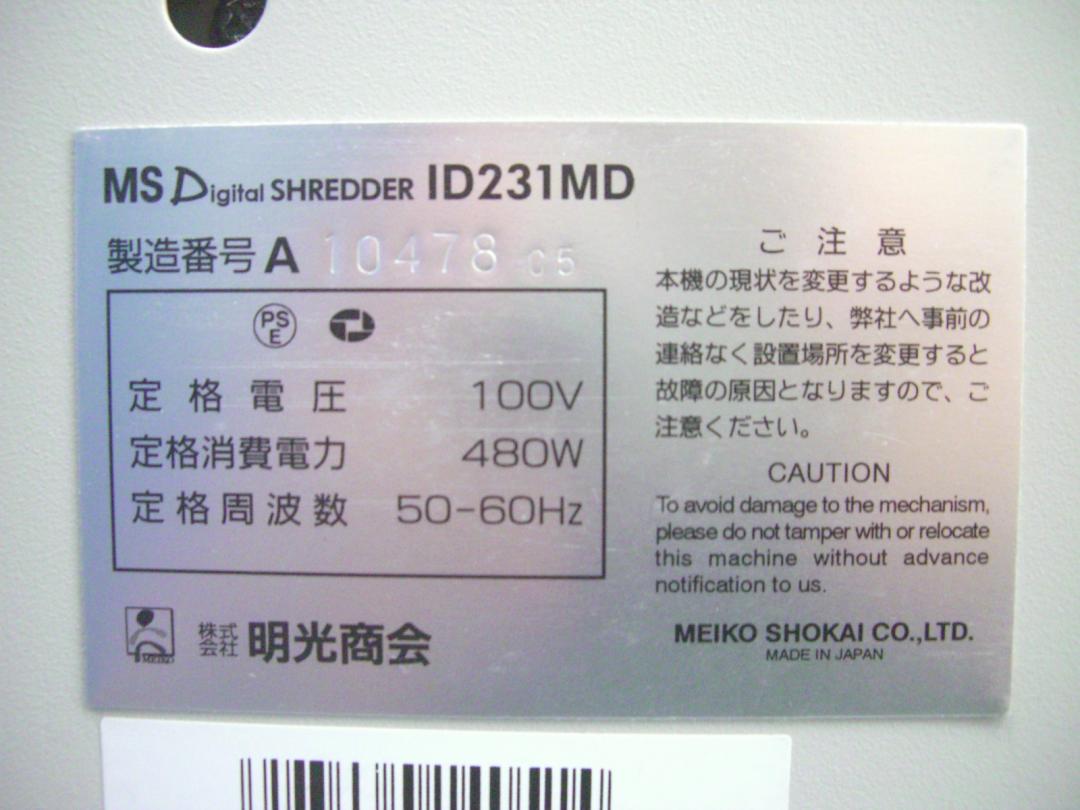 MS Digital SHREDDER ID231MD
製造番号 A 10478 C5
PS
E
定格電圧 100V
定格消費電力 480W
定格周波数 50-60Hz
MEIKO
株式
会社 明光商会
ご注意
本機の現状を変更するような改
造などをしたり、弊社へ事前の
連絡なく設置場所を変更すると
故障の原因となりますので、ご
注意ください。
CAUTION
To avoid damage to the mechanism,
please do not tamper with or relocate
this machine without advance
notification to us.
MEIKO SHOKAI CO.,LTD.
MADE IN JAPAN